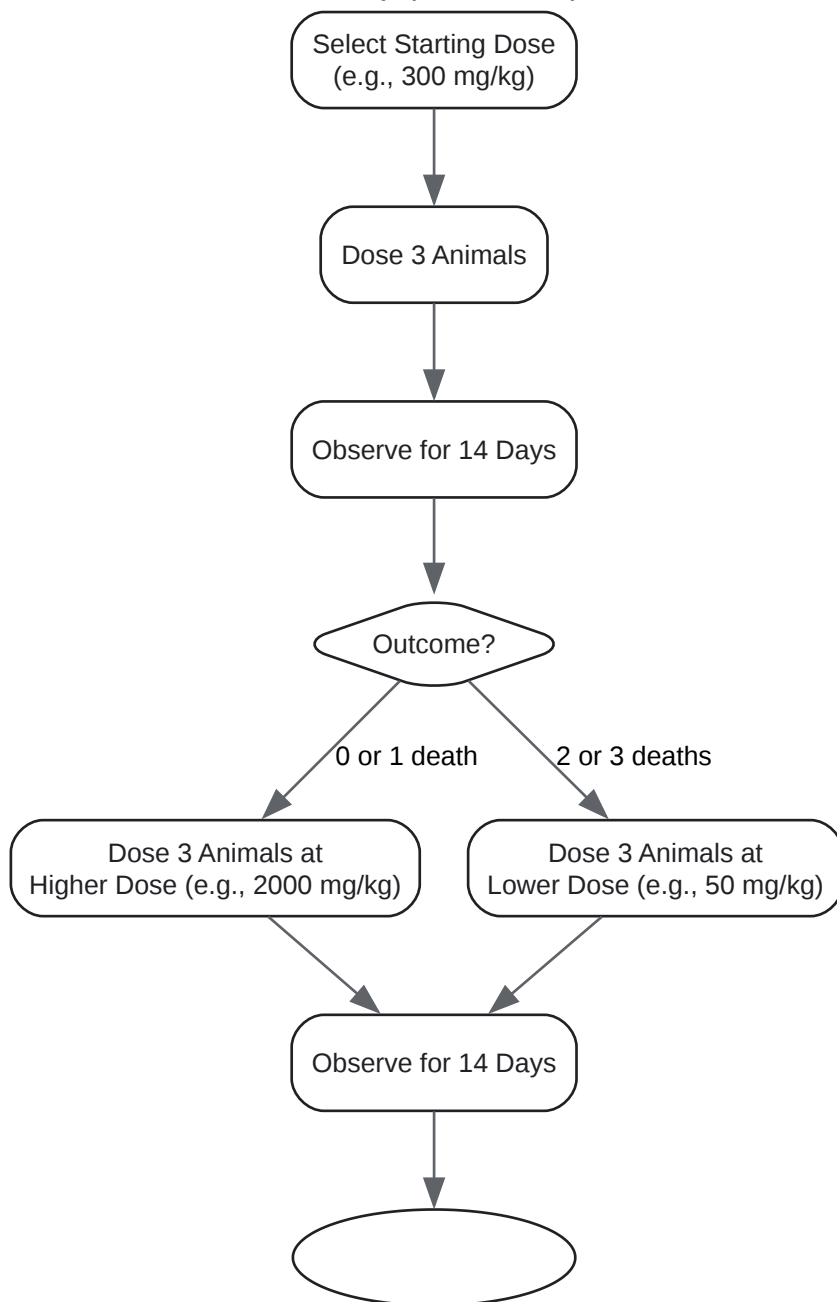 Select Starting Dose
(e.g., 300 mg/kg)
Dose 3 Animals
Observe for 14 Days
Outcome?
0 or 1 death
2 or 3 deaths
Dose 3 Animals at
Higher Dose (e.g., 2000 mg/kg)
Dose 3 Animals at
Lower Dose (e.g., 50 mg/kg)
Observe for 14 Days